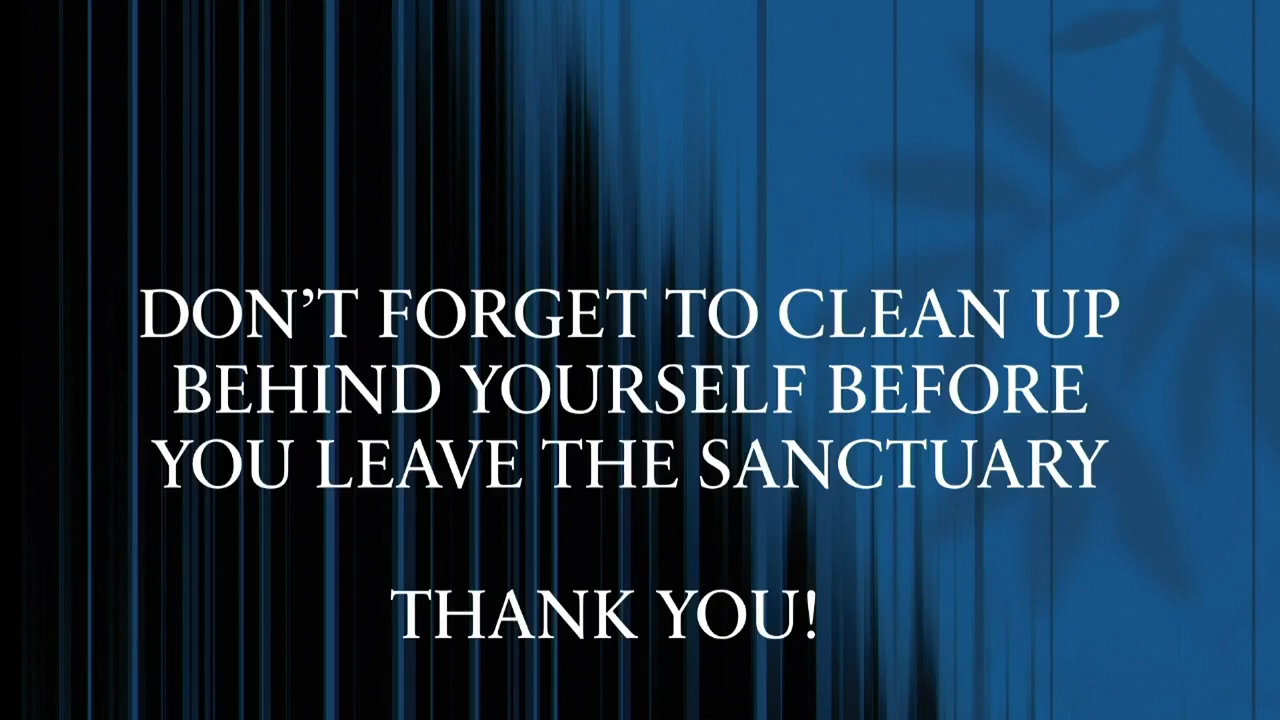 DON’T FORGET TO CLEAN UP
BEHIND YOURSELF BEFORE
YOU LEAVE THE SANCTUARY
THANK YOU!